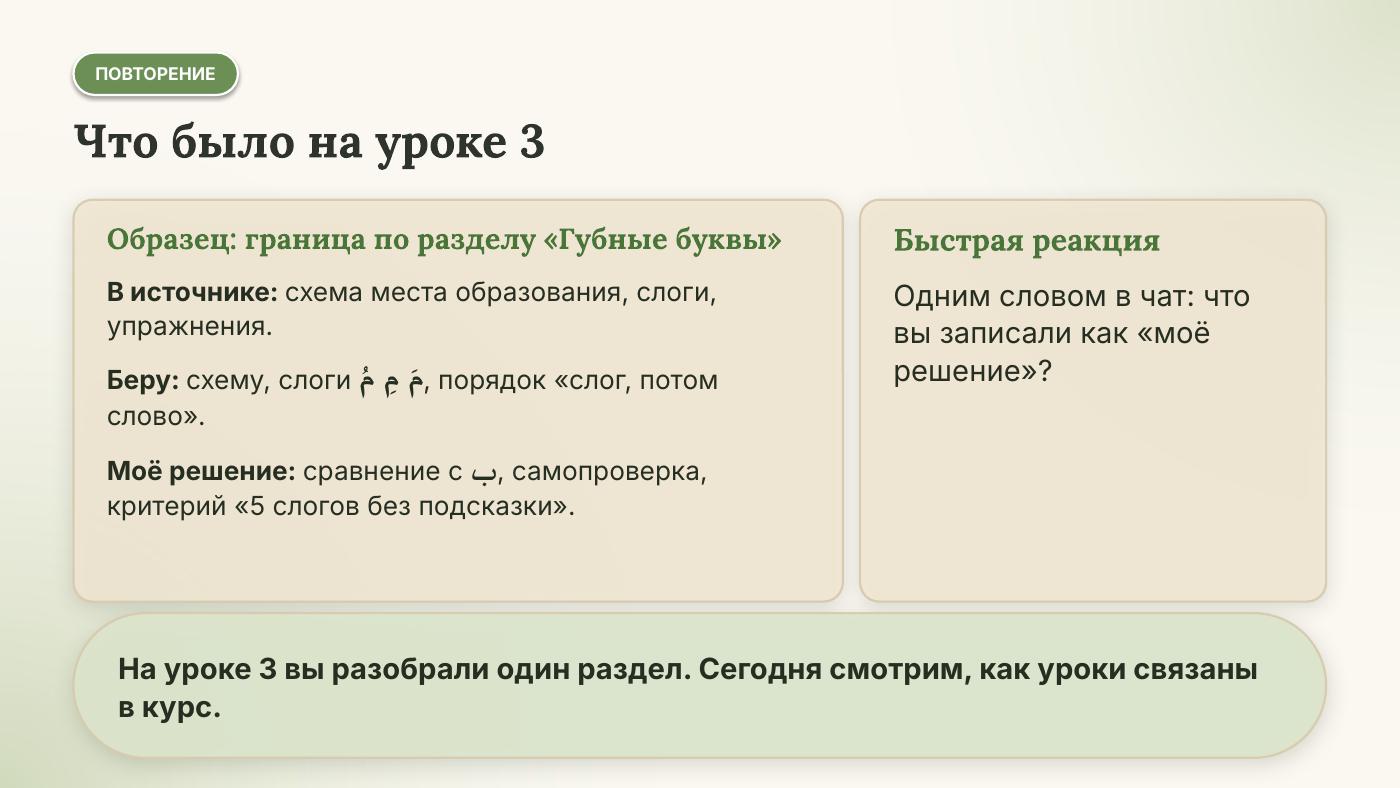 ПОВТОРЕНИЕ
Что было на уроке 3
Образец: граница по разделу «Губные буквы»
В источнике: схема места образования, слоги,
упражнения.
Беру: схему, слоги مَ مِ مُ, порядок «слог, потом
слово».
Моё решение: сравнение с ب, самопроверка,
критерий «5 слогов без подсказки».
Быстрая реакция
Одним словом в чат: что
вы записали как «моё
решение»?
На уроке 3 вы разобрали один раздел. Сегодня смотрим, как уроки связаны
в курс.